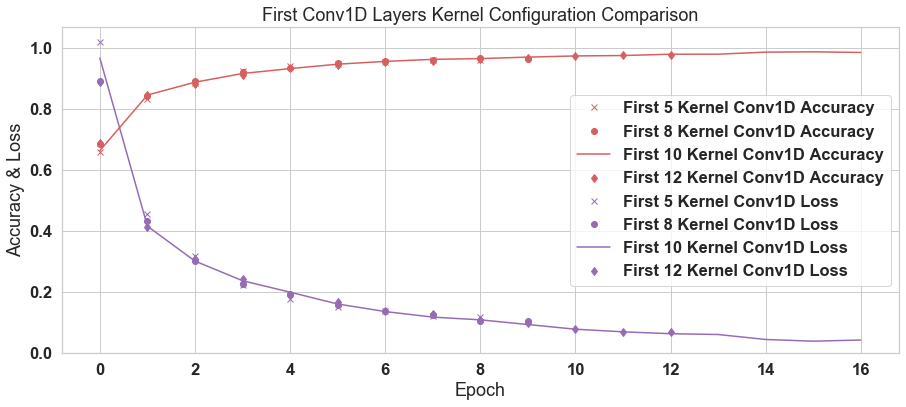 First Conv1D Layers Kernel Configuration Comparison
1.0
0.8
0.6
0.4
0.2
0.0
Accuracy & Loss
First 5 Kernel Conv1D Accuracy
First 8 Kernel Conv1D Accuracy
First 10 Kernel Conv1D Accuracy
First 12 Kernel Conv1D Accuracy
First 5 Kernel Conv1D Loss
First 8 Kernel Conv1D Loss
First 10 Kernel Conv1D Loss
First 12 Kernel Conv1D Loss
0 2 4 6 8 10 12 14 16
Epoch